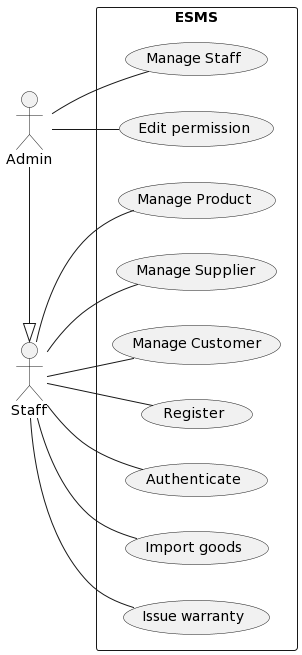 ESMS
Manage Staff
Edit permission
Admin
Manage Product
Manage Supplier
Manage Customer
Staff
Register
Authenticate
Import goods
Issue warranty